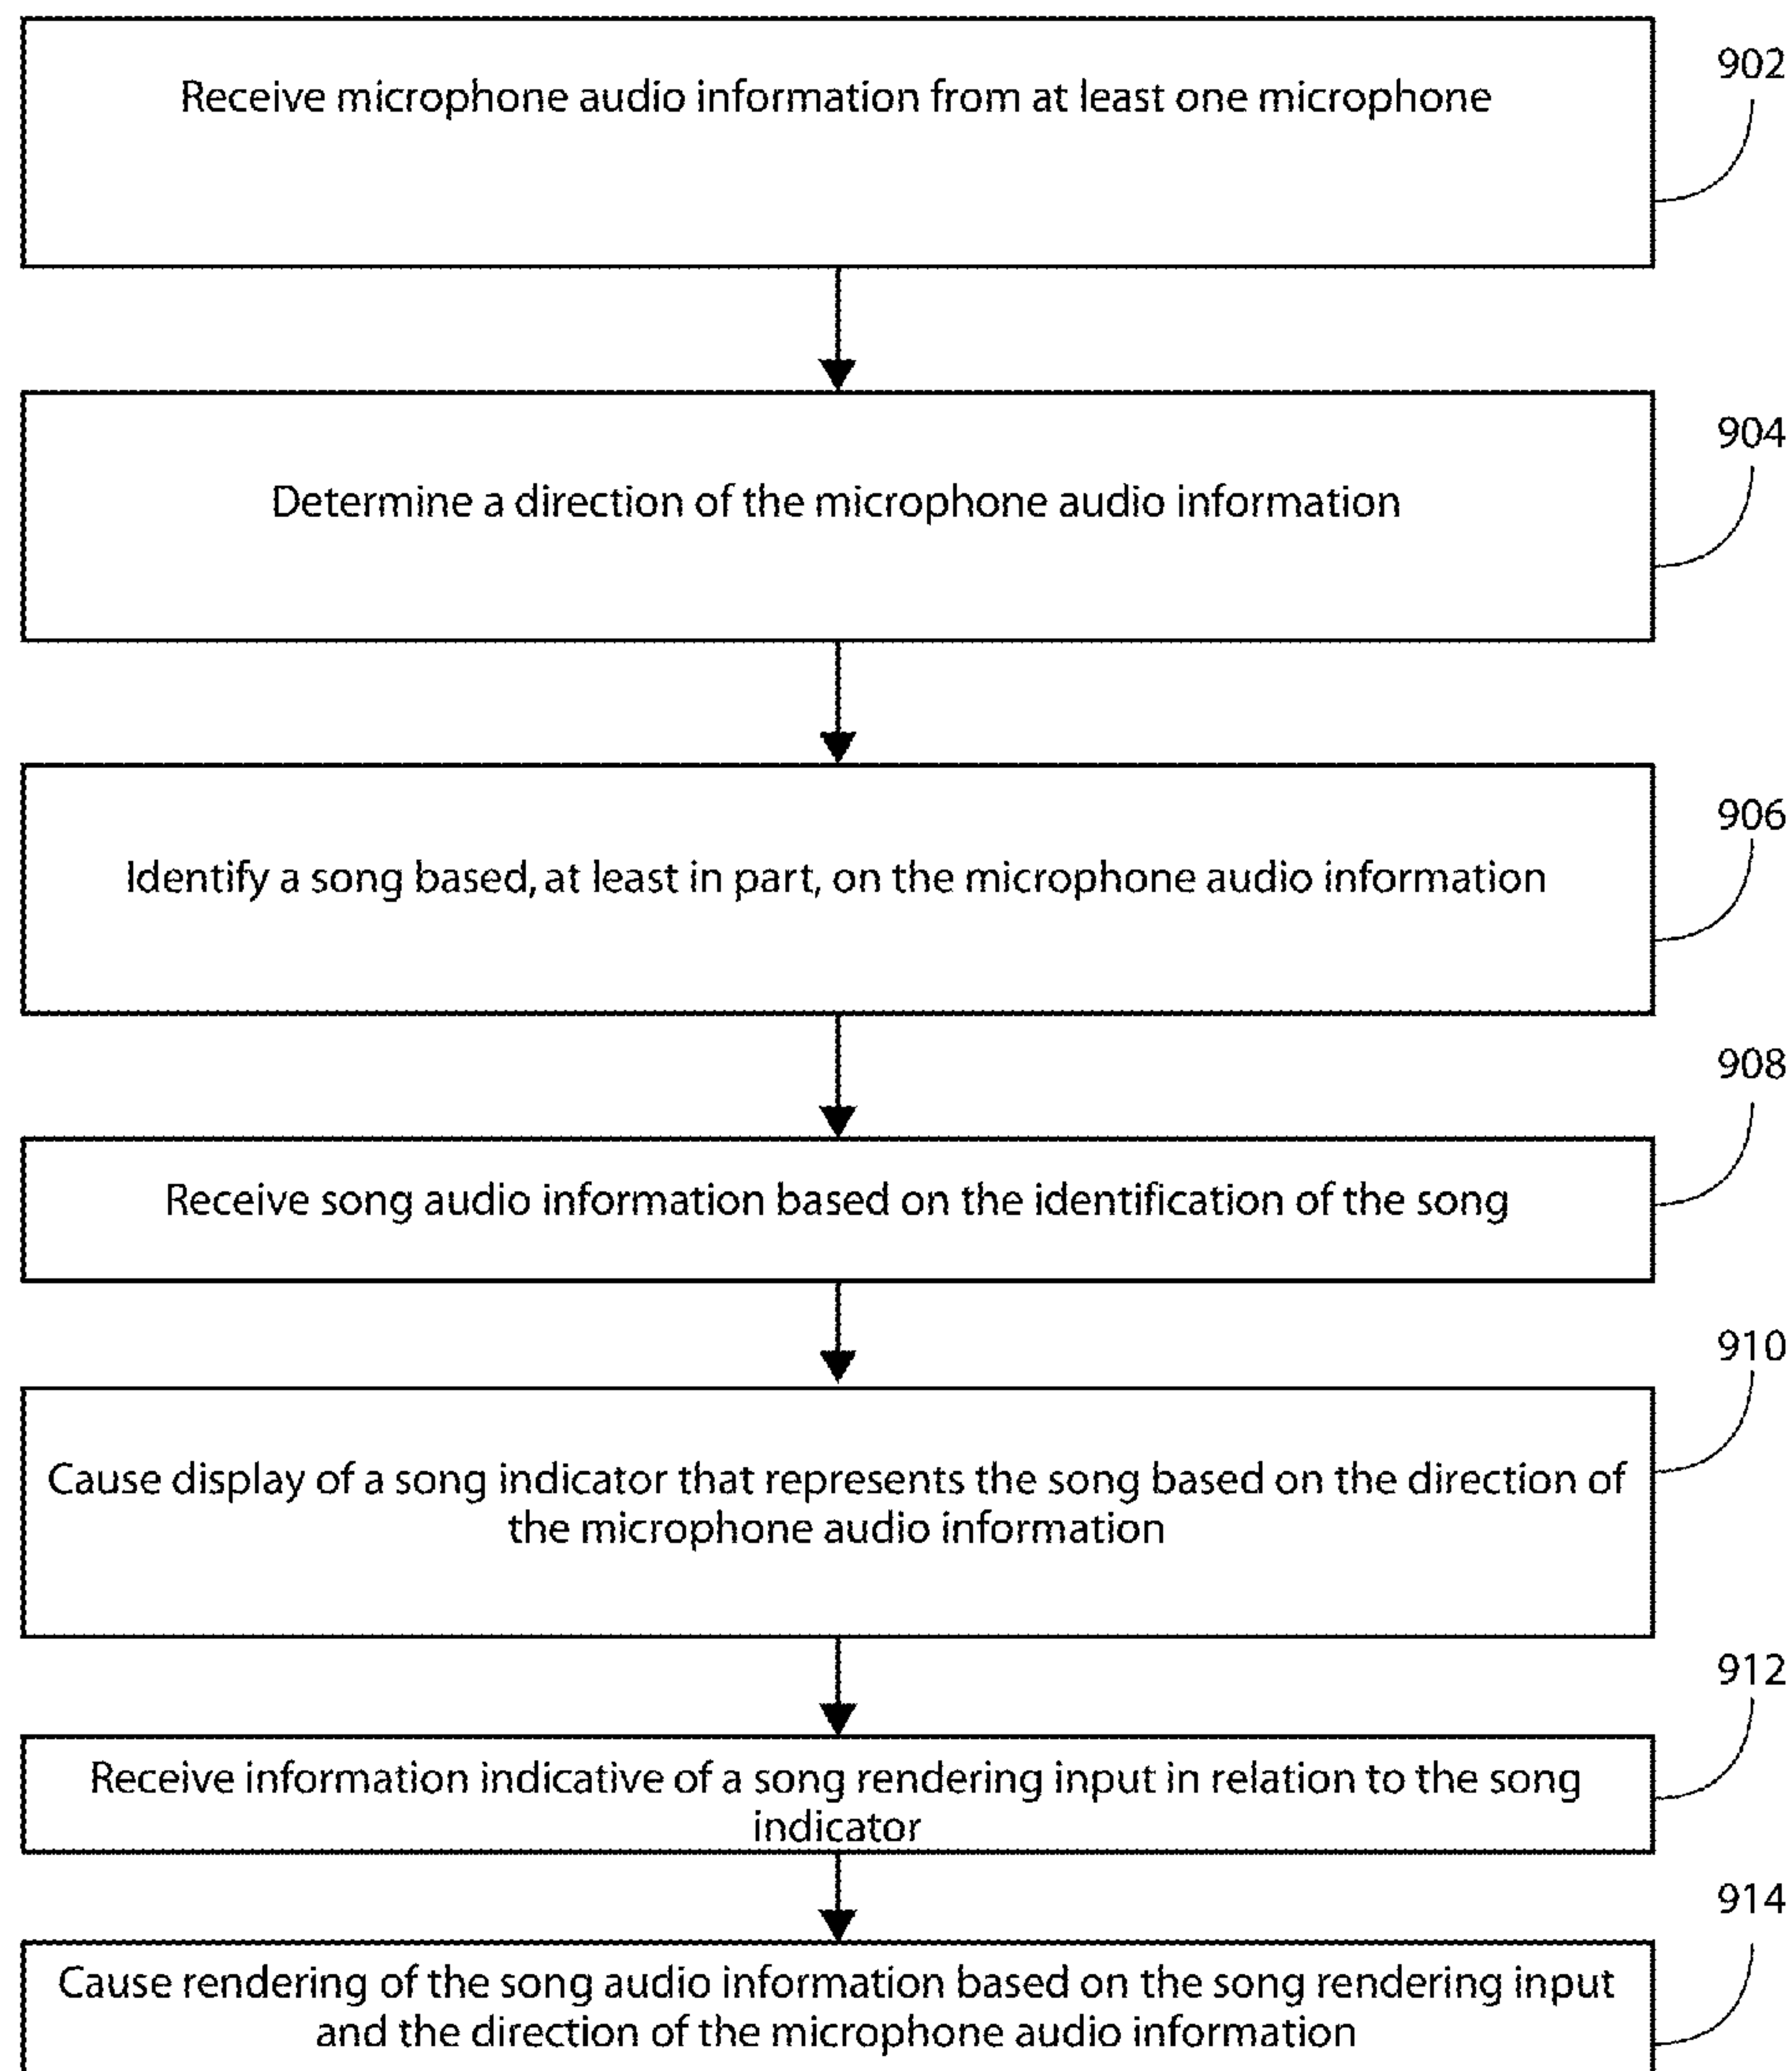 Receive microphone audio information from at least one microphone
902
Determine a direction of the microphone audio information
904
Identify a song based, at least in part, on the microphone audio information
906
Receive song audio information based on the identification of the song
908
Cause display of a song indicator that represents the song based on the direction of
the microphone audio information
910
Receive information indicative of a song rendering input in relation to the song
indicator
912
Cause rendering of the song audio information based on the song rendering input
and the direction of the microphone audio information
914